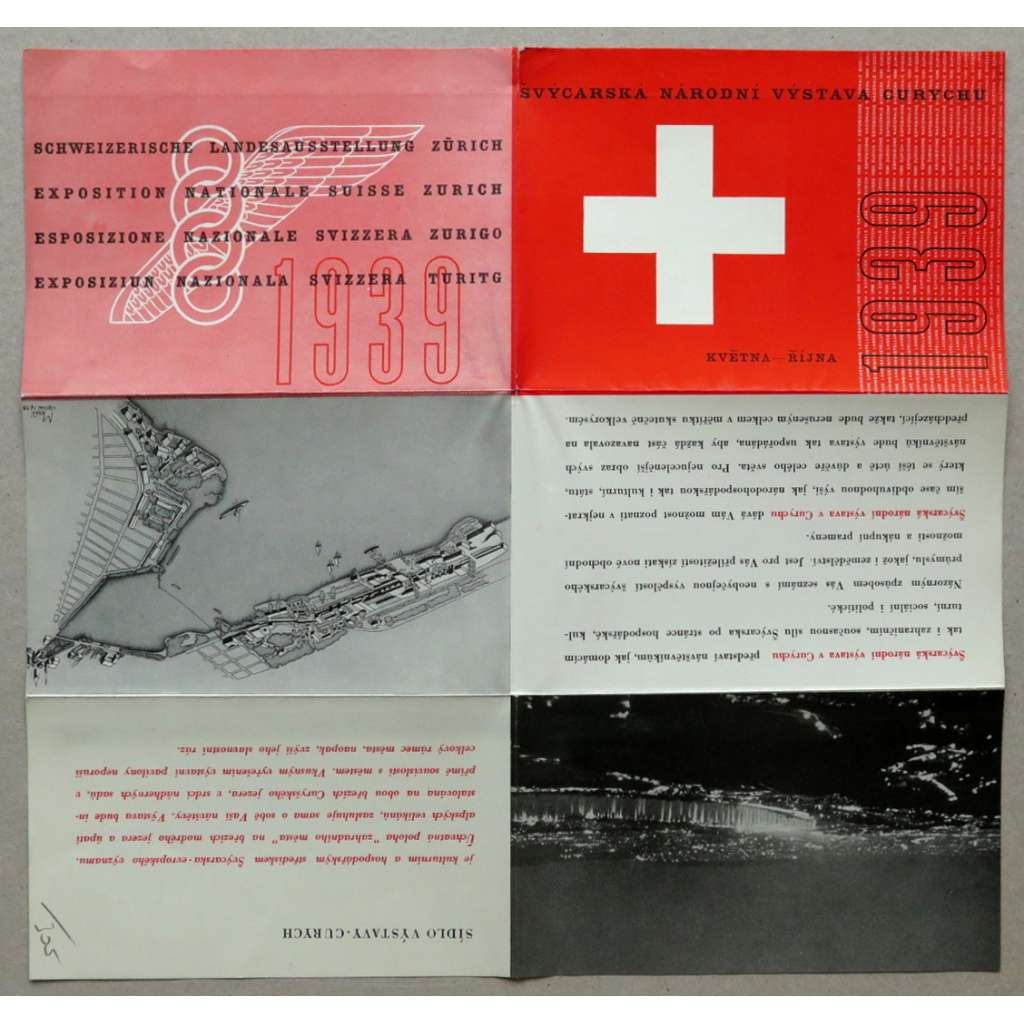 SCHWEIZERISCHE LANDESAUSSTELLUNG ZÜRICH
EXPOSITION NATIONALE SUISSE ZURICH
ESPOSIZIONE NAZIONALE SVIZZERA ZURIGO
EXPOSIZIUN NAZIONALA SVIZZERA TURITG
1939
ŠVÝCARSKÁ NÁRODNÍ VÝSTAVA CURYCHU
1939
KVĚTNA—ŘÍJNA
Švýcarská národní výstava v Curychu představí návštěvníkům, jak domácím
tak i zahraničním, současnou sílu Švýcarska po stránce hospodářské, kul-
turní, sociální i politické.
Názorným způsobem Vás seznámí s neobyčejnou vyspělostí švýcarského
průmyslu, jakož i zemědělství. Jest pro Vás příležitostí získati nové obchodní
možnosti a nákupní prameny.
Švýcarská národní výstava v Curychu dává Vám možnost poznati v nejkrat-
ším čase obdivuhodnou výši, jak národohospodářskou tak i kulturní, státu,
který se těší úctě a důvěře celého světa. Pro nejucelenější obraz svých
návštěvníků bude výstava tak uspořádána, aby každá část navazovala na
předcházející, takže bude nerušeným celkem v měřítku skutečně velkorysém.
SÍDLO VÝSTAVY-CURYCH
je kulturním a hospodářským střediskem Švýcarska-evropského významu.
Úchvatná poloha "zahradního města" na březích modrého jezera a úpatí
alpských velikánů, zasluhuje sama o sobě Vaší návštěvy. Výstava bude in-
stalována na obou březích Curyšského jezera, v srdci nádherných sadů, v
přímé souvislosti s městem. Vkusným vyřešením výstavní pavilony neporuší
celkový rámec města, naopak, zvýší jeho slavnostní ráz.